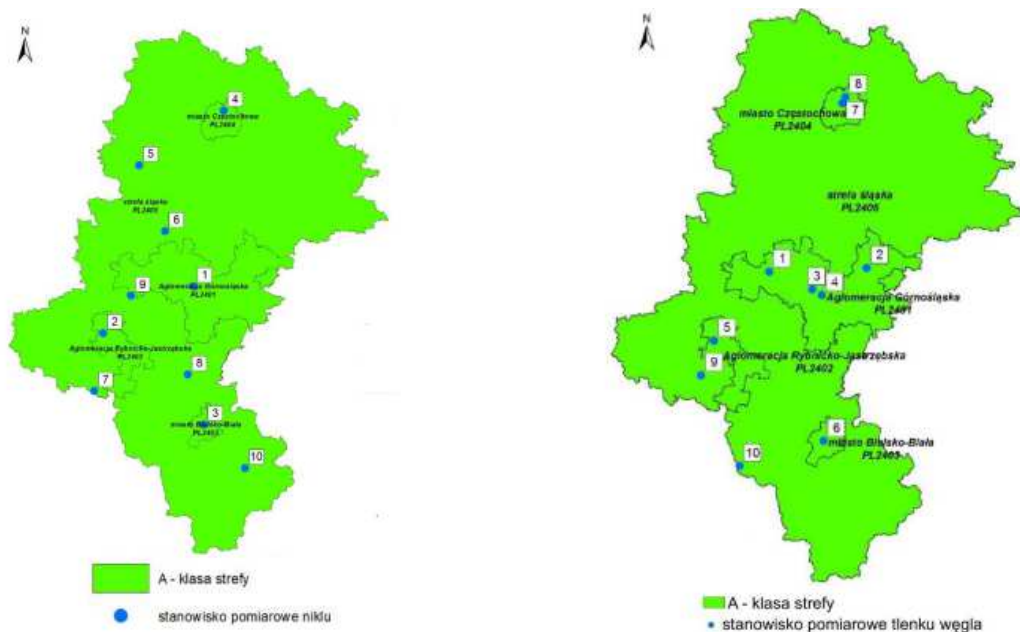 N
4
miasto Częstochowa
PL2404
5
strefa śląska
PL2405
6
1
Aglomeracja Górnośląska
PL2401
9
2
Aglomeracja Rybnicko-Jastrzębska
PL2402
8
7
3
miasto Bielsko-Biała
PL2403
10
A - klasa strefy
stanowisko pomiarowe niklu
N
8
7
miasto Częstochowa
PL2404
strefa śląska
PL2405
1
2
3
4
Aglomeracja Górnośląska
PL2401
5
Aglomeracja Rybnicko-Jastrzębska
PL2402
9
6
miasto Bielsko-Biała
PL2403
10
A - klasa strefy
stanowisko pomiarowe tlenku węgla